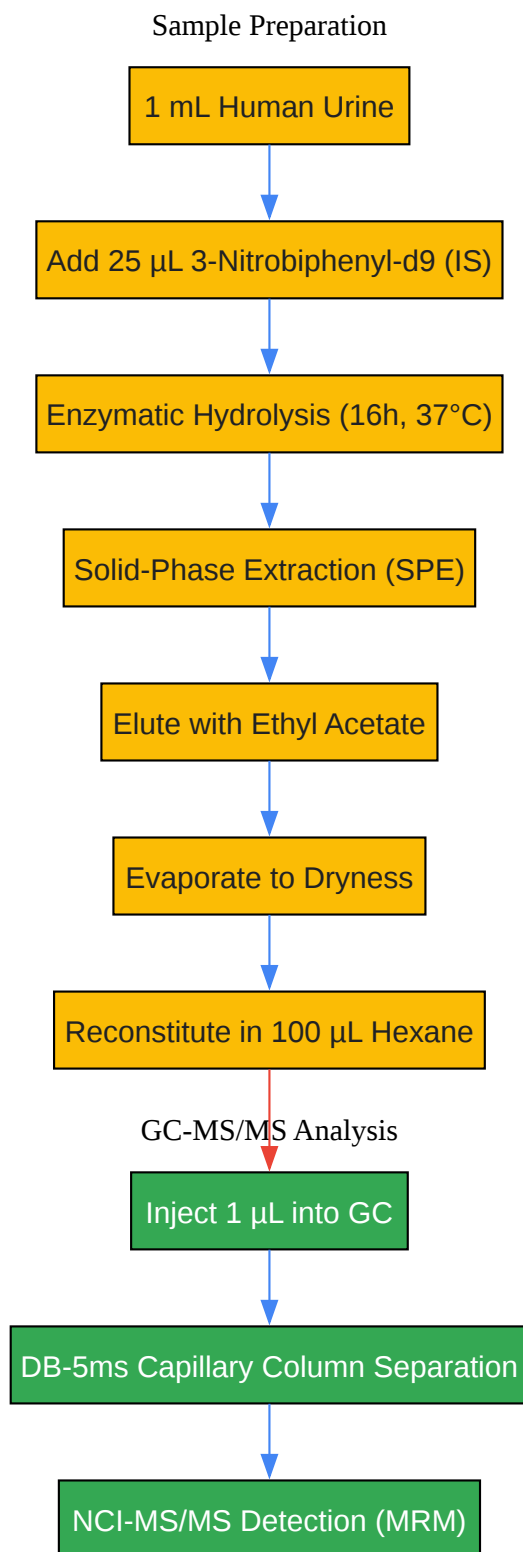 Sample Preparation
1 mL Human Urine
Add 25 µL 3-Nitrobiphenyl-d9 (IS)
Enzymatic Hydrolysis (16h, 37°C)
Solid-Phase Extraction (SPE)
Elute with Ethyl Acetate
Evaporate to Dryness
Reconstitute in 100 µL Hexane
GC-MS/MS Analysis
Inject 1 µL into GC
DB-5ms Capillary Column Separation
NCI-MS/MS Detection (MRM)